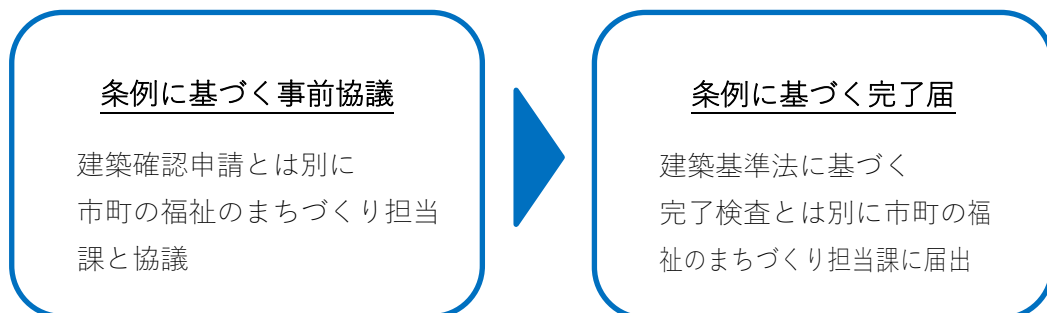 条例に基づく事前協議
建築確認申請とは別に
市町の福祉のまちづくり担当
課と協議
条例に基づく完了届
建築基準法に基づく
完了検査とは別に市町の福
祉のまちづくり担当課に届出